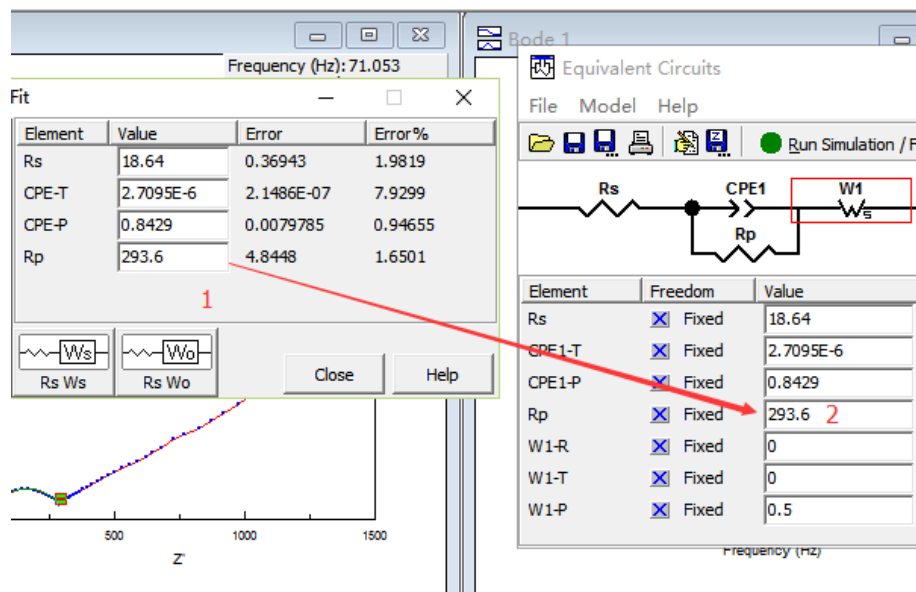 Frequency (Hz): 71.053
Bode 1
Fit
Element Value Error Error%
Rs 18.64 0.36943 1.9819
CPE-T 2.7095E-6 2.1486E-07 7.9299
CPE-P 0.8429 0.0079785 0.94655
Rp 293.6 4.8448 1.6501
1
Ws
Rs Ws
Wo
Rs Wo
Close
Help
500 1000 1500
Z'
Equivalent Circuits
File Model Help
Run Simulation / F
Rs CPE1 W1
s
Rp
Element Freedom Value
Rs Fixed 18.64
CPE1-T Fixed 2.7095E-6
CPE1-P Fixed 0.8429
Rp Fixed 293.6 2
W1-R Fixed 0
W1-T Fixed 0
W1-P Fixed 0.5
Frequency (Hz)